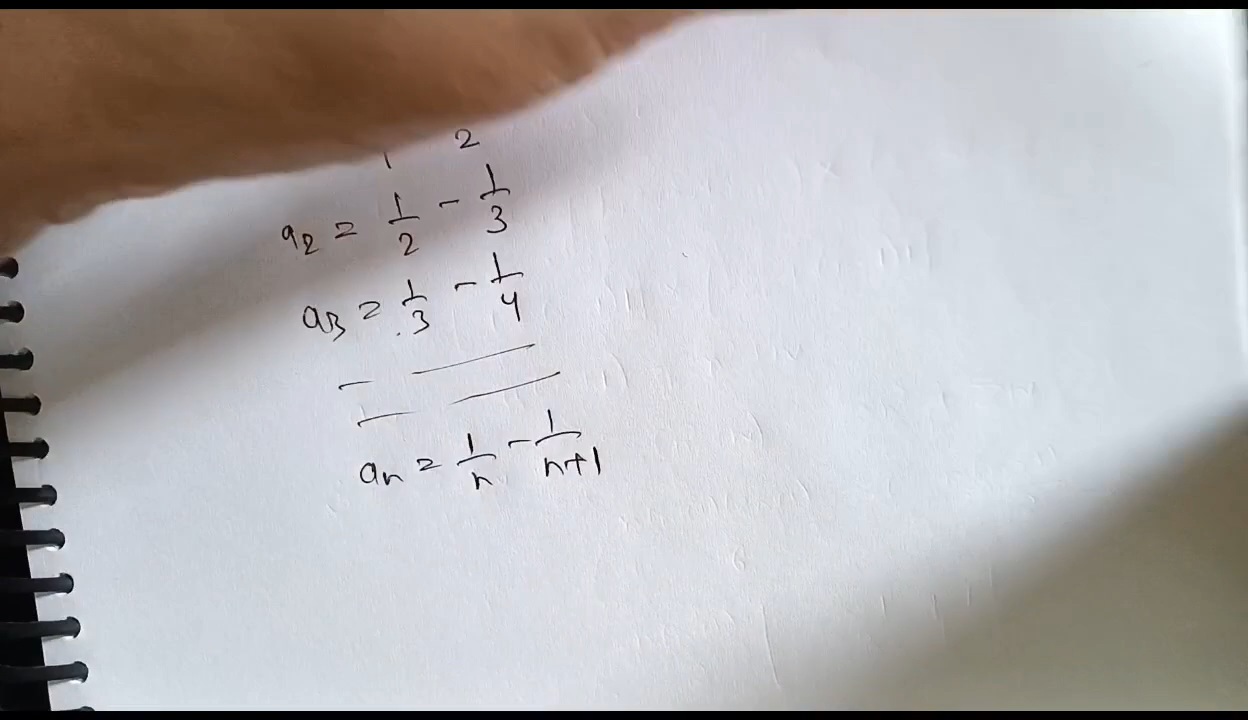 1 2
a2 = 1/2 - 1/3
a3 = 1/3 - 1/4
an = 1/n - 1/n+1